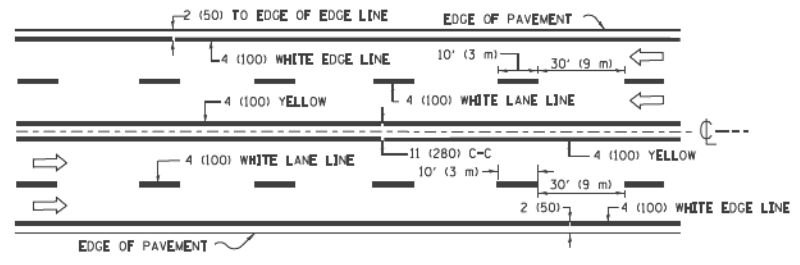 2 (50) TO EDGE OF EDGE LINE
EDGE OF PAVEMENT
4 (100) WHITE EDGE LINE
10' (3 m)
30' (9 m)
4 (100) YELLOW
4 (100) WHITE LANE LINE
CL
11 (280) C-C
4 (100) YELLOW
4 (100) WHITE LANE LINE
10' (3 m)
30' (9 m)
2 (50)
4 (100) WHITE EDGE LINE
EDGE OF PAVEMENT